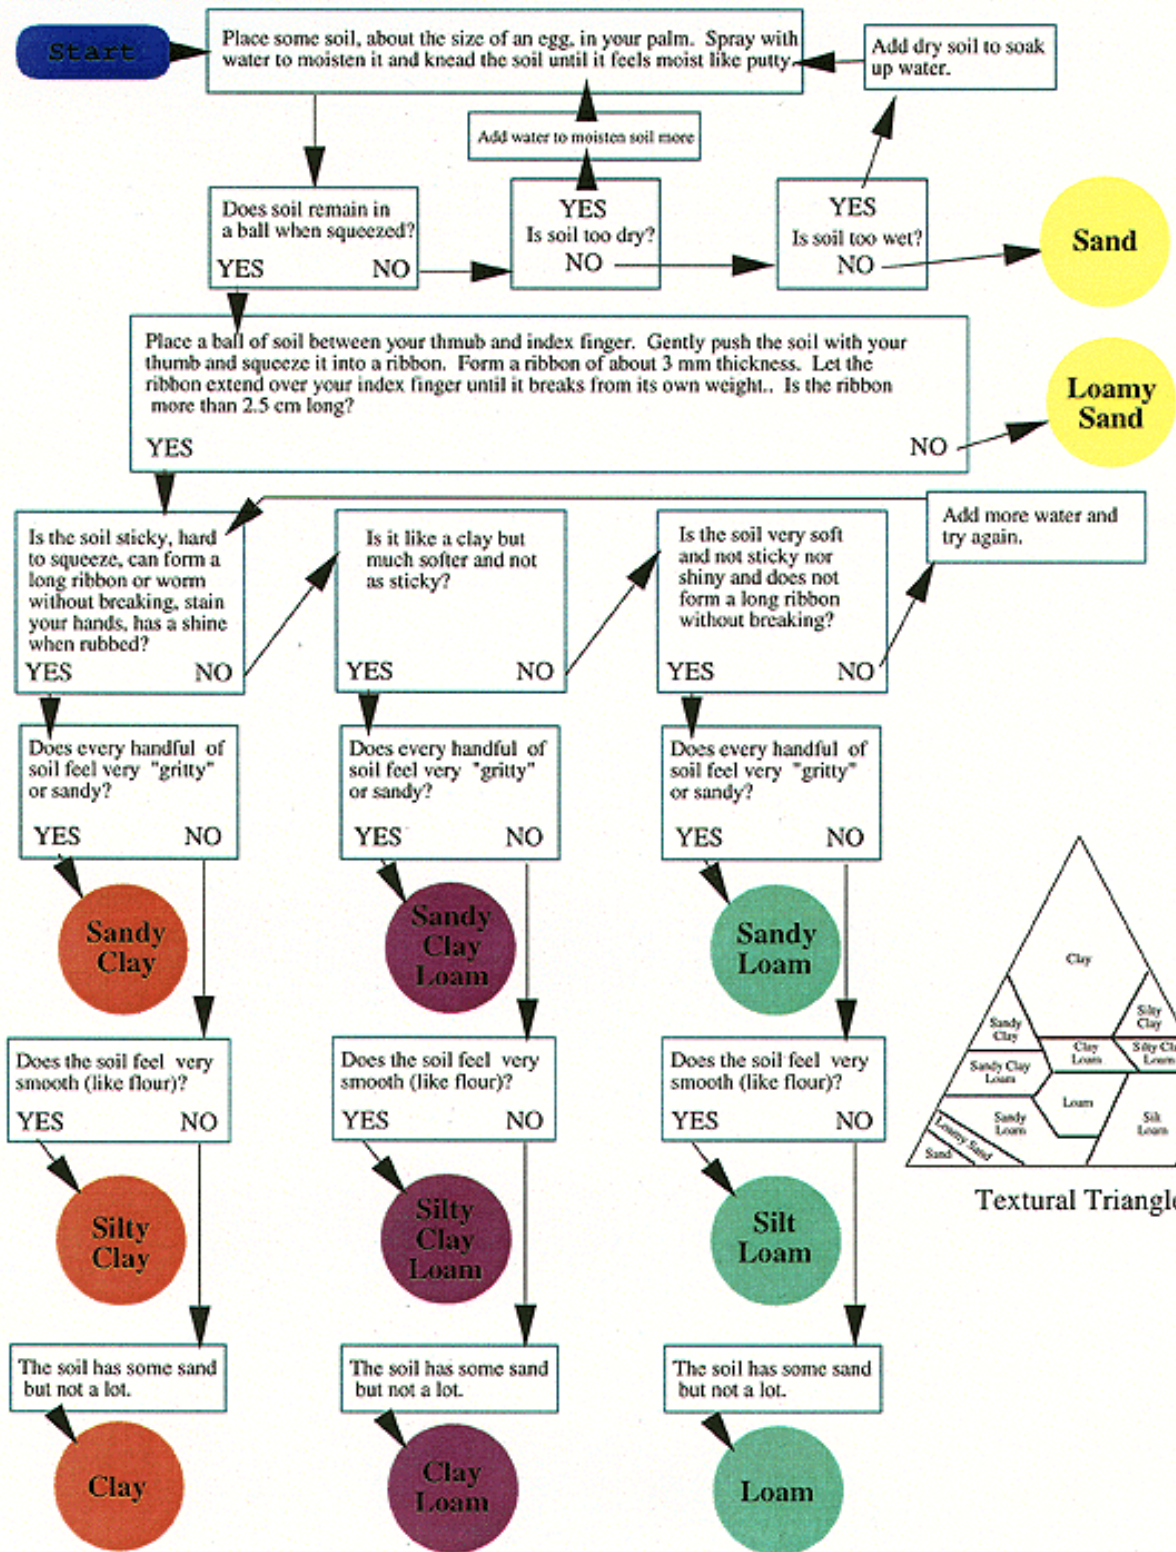 Start
Place some soil, about the size of an egg, in your palm. Spray with
water to moisten it and knead the soil until it feels moist like putty
Add dry soil to soak
up water.
Add water to moisten soil more
Does soil remain in
a ball when squeezed?
YES NO
YES
Is soil too dry?
NO
YES
Is soil too wet?
NO
Sand
Place a ball of soil between your thmub and index finger. Gently push the soil with your
thumb and squeeze it into a ribbon. Form a ribbon of about 3 mm thickness. Let the
ribbon extend over your index finger until it breaks from its own weight.. Is the ribbon
more than 2.5 cm long?
YES NO
Loamy
Sand
Is the soil sticky, hard
to squeeze, can form a
long ribbon or worm
without breaking, stain
your hands, has a shine
when rubbed?
YES NO
Is it like a clay but
much softer and not
as sticky?
YES NO
Is the soil very soft
and not sticky nor
shiny and does not
form a long ribbon
without breaking?
YES NO
Add more water and
try again.
Does every handful of
soil feel very "gritty"
or sandy?
YES NO
Does every handful of
soil feel very "gritty"
or sandy?
YES NO
Does every handful of
soil feel very "gritty"
or sandy?
YES NO
Sandy
Clay
Sandy
Clay
Loam
Sandy
Loam
Does the soil feel very
smooth (like flour)?
YES NO
Does the soil feel very
smooth (like flour)?
YES NO
Does the soil feel very
smooth (like flour)?
YES NO
Silty
Clay
Silty
Clay
Loam
Silt
Loam
The soil has some sand
but not a lot.
The soil has some sand
but not a lot.
The soil has some sand
but not a lot.
Clay
Clay
Loam
Loam
Clay
Sandy
Clay
Silty
Clay
Clay
Loam
Silty Cla
Loam
Sandy Clay
Loam
Loam
Sandy
Loam
Silt
Loam
Loamy Sand
Sand
Textural Triangle